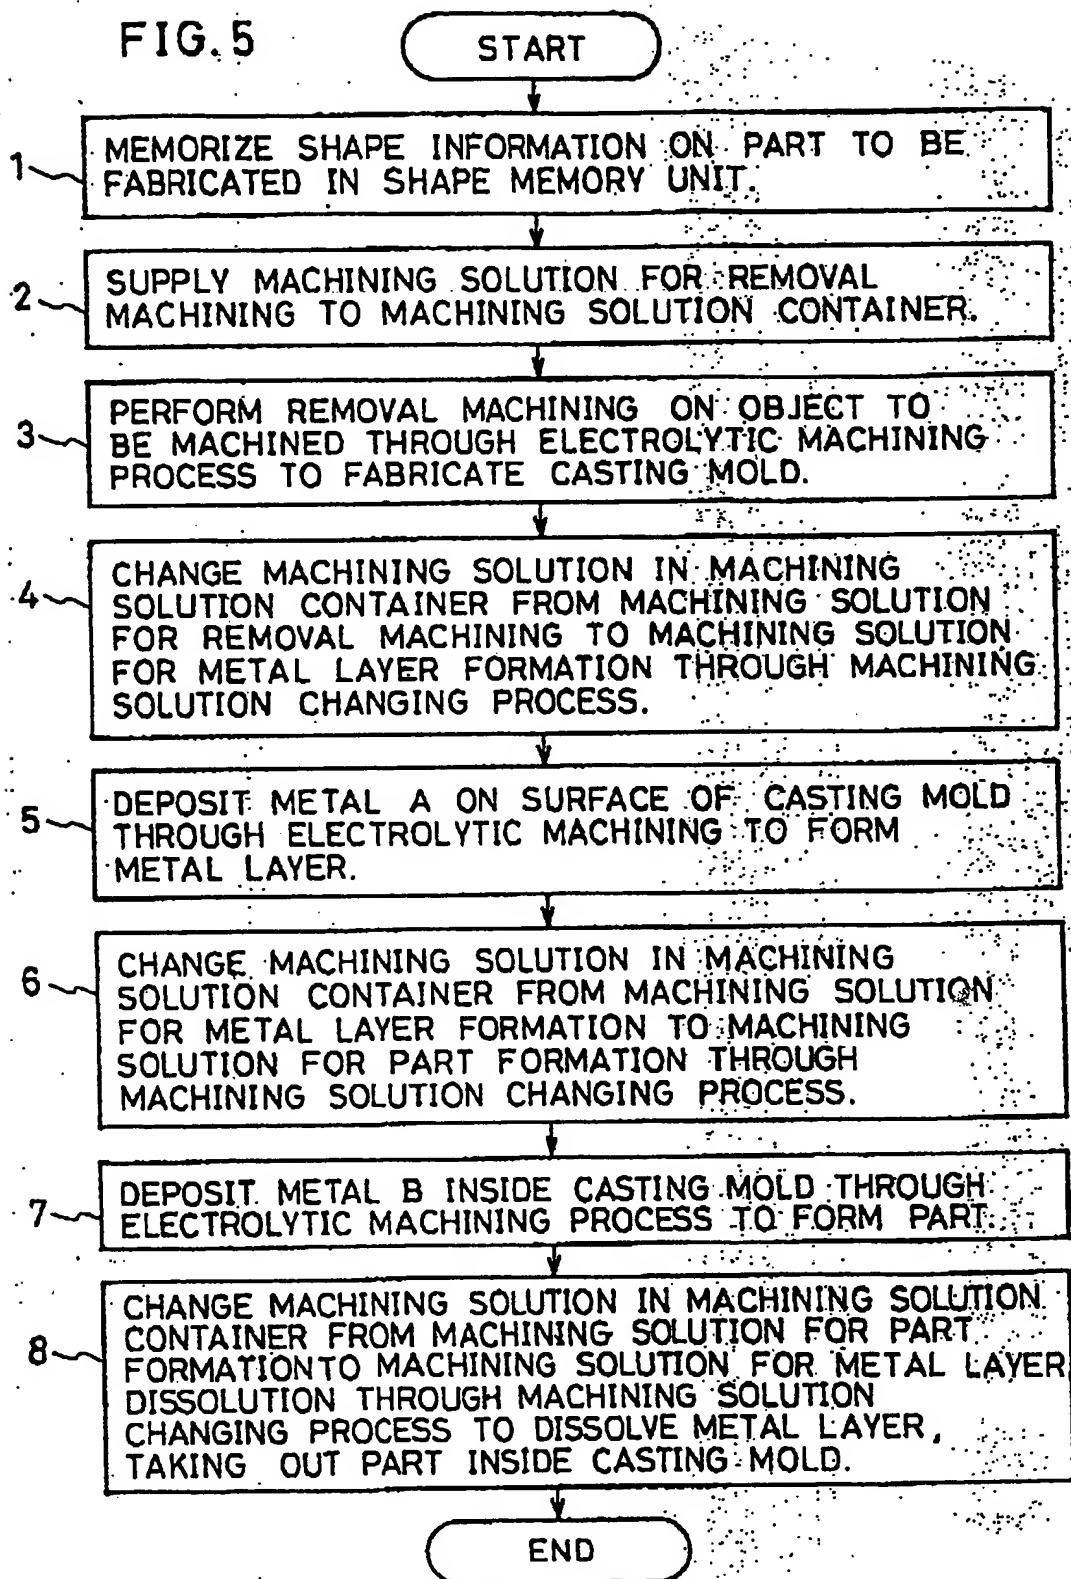 FIG. 5
START
1
MEMORIZE SHAPE INFORMATION ON PART TO BE
FABRICATED IN SHAPE MEMORY UNIT.
2
SUPPLY MACHINING SOLUTION FOR REMOVAL
MACHINING TO MACHINING SOLUTION CONTAINER.
3
PERFORM REMOVAL MACHINING ON OBJECT TO
BE MACHINED THROUGH ELECTROLYTIC MACHINING
PROCESS TO FABRICATE CASTING MOLD.
4
CHANGE MACHINING SOLUTION IN MACHINING
SOLUTION CONTAINER FROM MACHINING SOLUTION
FOR REMOVAL MACHINING TO MACHINING SOLUTION
FOR METAL LAYER FORMATION THROUGH MACHINING
SOLUTION CHANGING PROCESS.
5
DEPOSIT METAL A ON SURFACE OF CASTING MOLD
THROUGH ELECTROLYTIC MACHINING TO FORM
METAL LAYER.
6
CHANGE MACHINING SOLUTION IN MACHINING
SOLUTION CONTAINER FROM MACHINING SOLUTION
FOR METAL LAYER FORMATION TO MACHINING
SOLUTION FOR PART FORMATION THROUGH
MACHINING SOLUTION CHANGING PROCESS.
7
DEPOSIT METAL B INSIDE CASTING MOLD THROUGH
ELECTROLYTIC MACHINING PROCESS TO FORM PART.
8
CHANGE MACHINING SOLUTION IN MACHINING SOLUTION
CONTAINER FROM MACHINING SOLUTION FOR PART
FORMATION TO MACHINING SOLUTION FOR METAL LAYER
DISSOLUTION THROUGH MACHINING SOLUTION
CHANGING PROCESS TO DISSOLVE METAL LAYER,
TAKING OUT PART INSIDE CASTING MOLD.
END